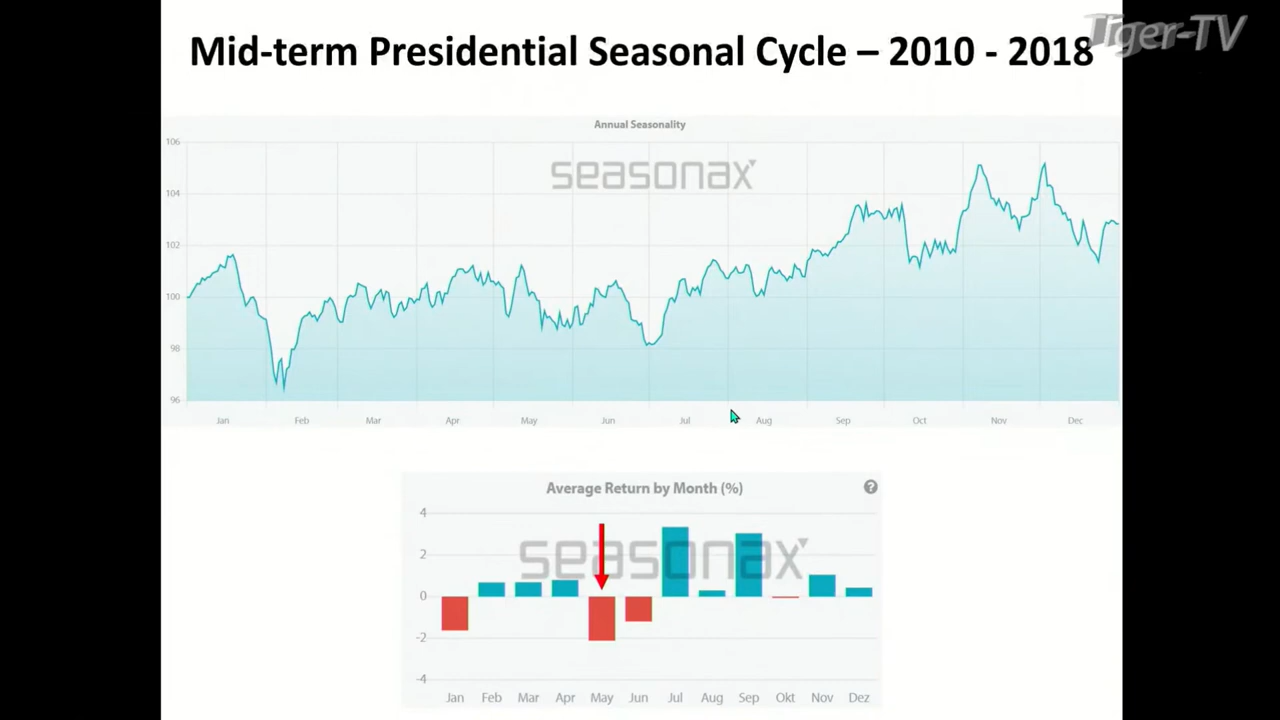 Tiger-TV
Mid-term Presidential Seasonal Cycle – 2010 - 2018
Annual Seasonality
seasonax
106
104
102
100
98
96
Jan Feb Mar Apr May Jun Jul Aug Sep Oct Nov Dec
Average Return by Month (%)
?
seasonax
4
2
0
-2
-4
Jan Feb Mar Apr May Jun Jul Aug Sep Okt Nov Dez